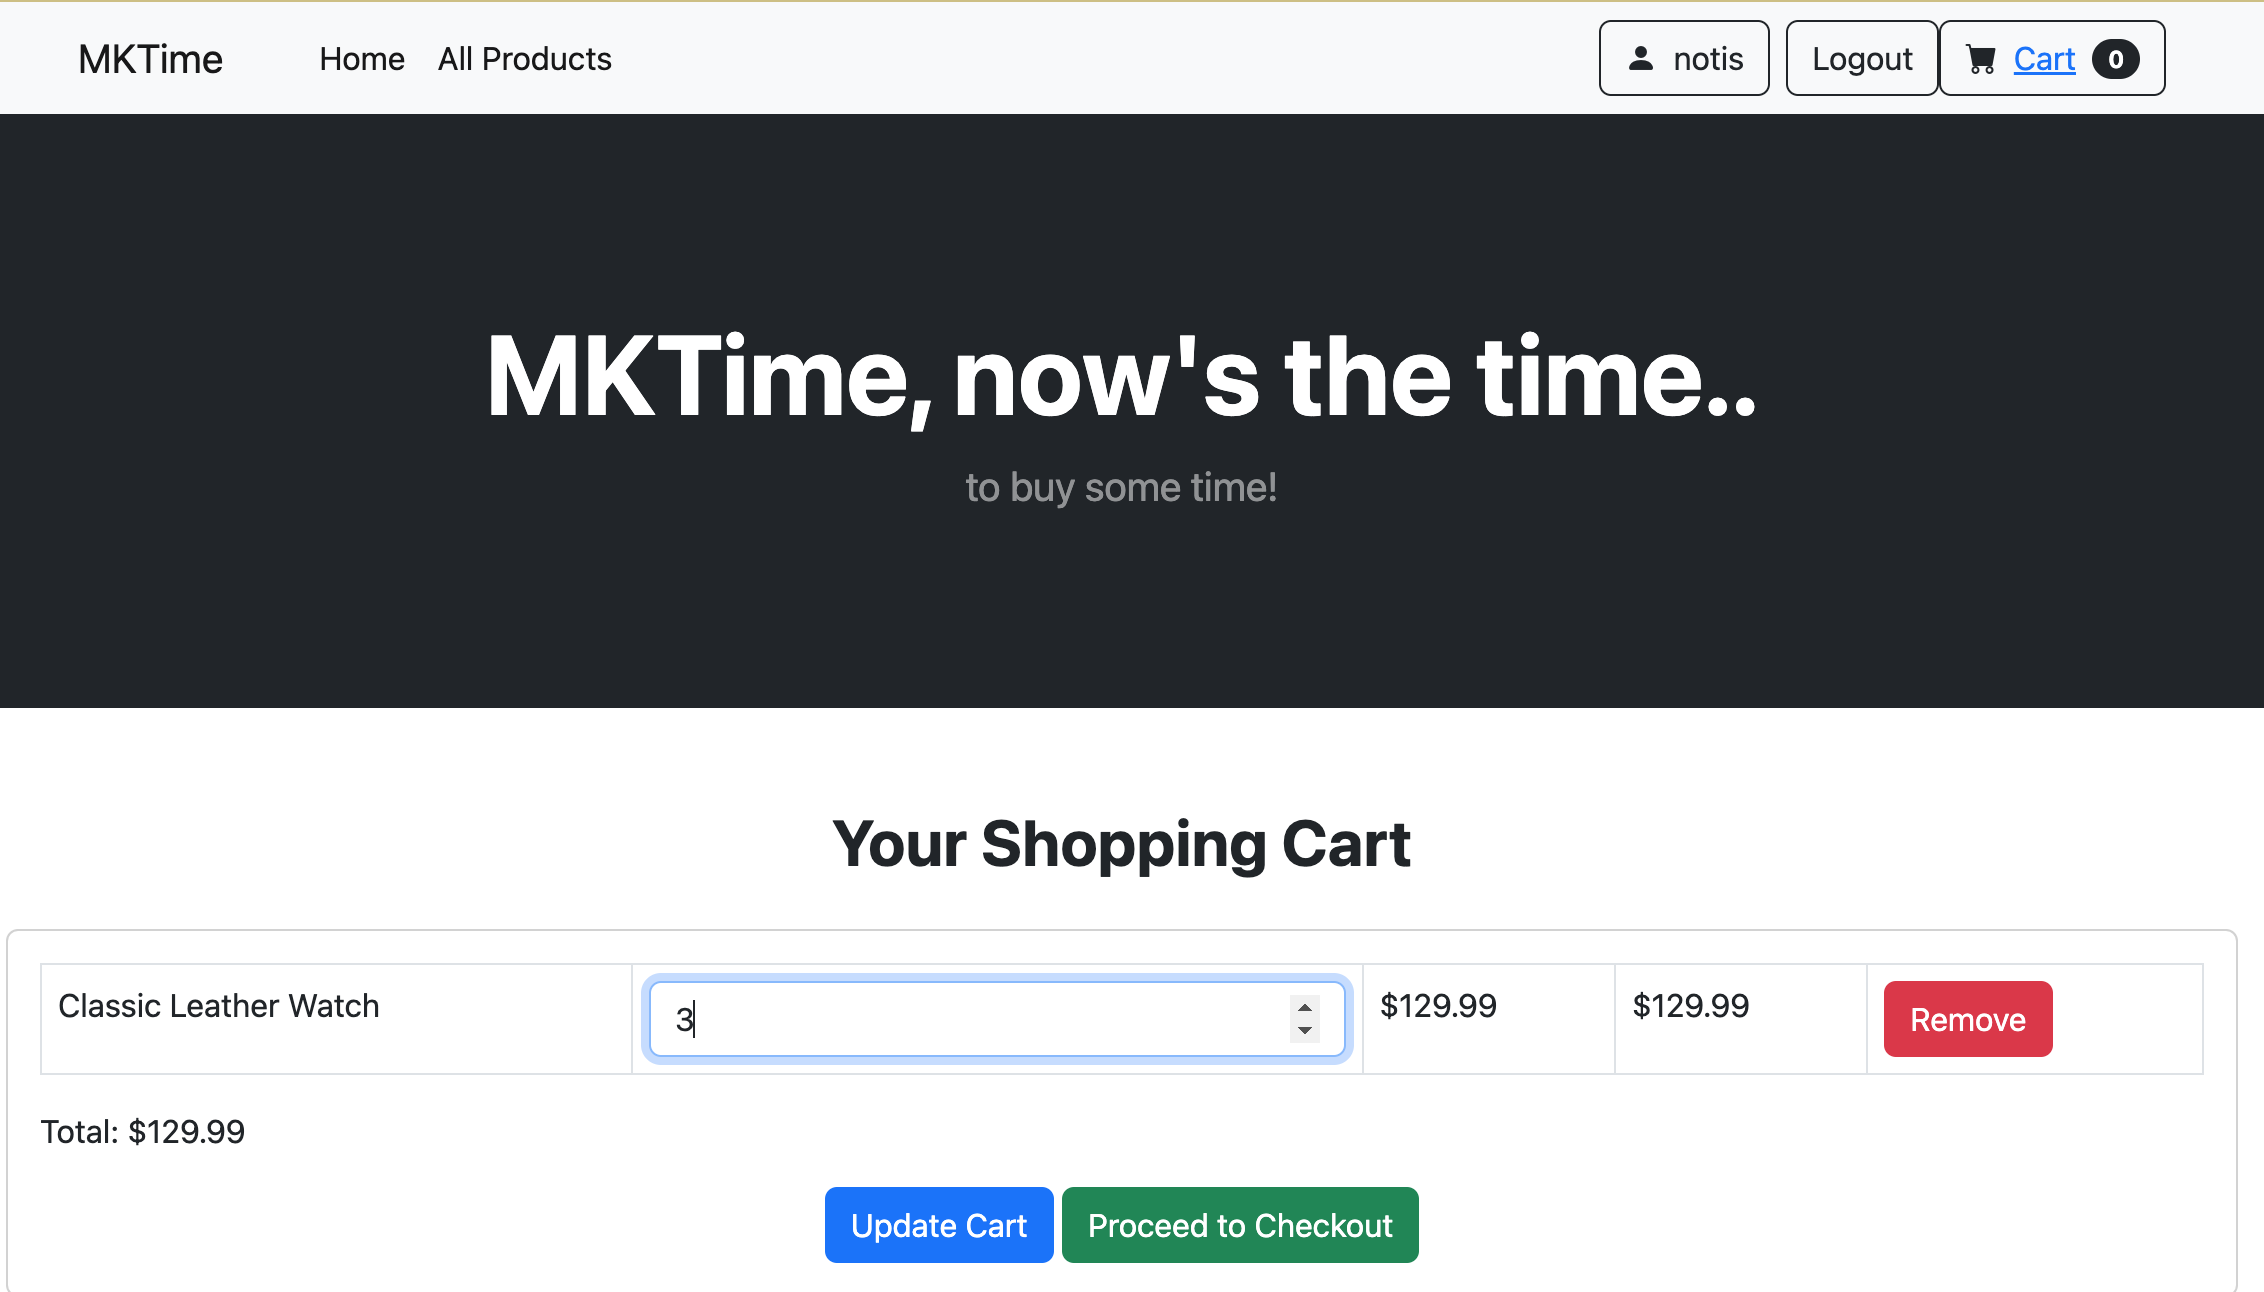 MKTime Home All Products notis Logout Cart 0
MKTime, now's the time..
to buy some time!
Your Shopping Cart
Classic Leather Watch 3 $129.99 $129.99 Remove
Total: $129.99
Update Cart Proceed to Checkout